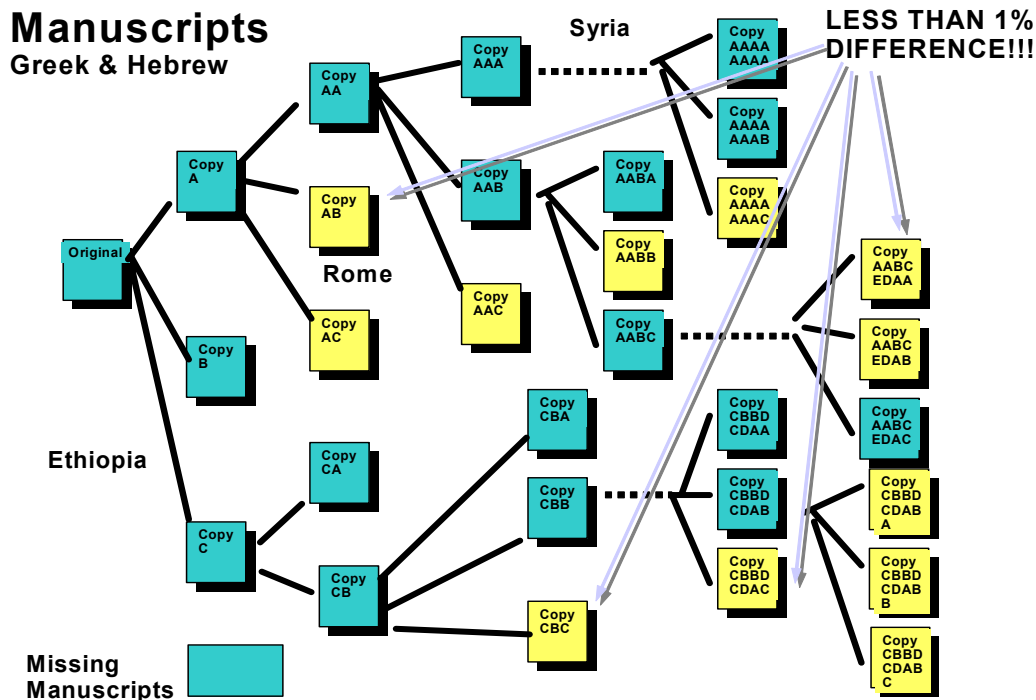 Manuscripts
Greek & Hebrew
Syria
LESS THAN 1%
DIFFERENCE!!!
Original
Copy
A
Copy
B
Copy
C
Copy
AA
Copy
AB
Rome
Copy
AC
Ethiopia
Copy
CA
Copy
CB
Copy
AAA
Copy
AAB
Copy
AAC
Copy
CBA
Copy
CBB
Copy
CBC
Copy
AABA
Copy
AABB
Copy
AABC
Copy
AAAA
AAAA
Copy
AAAA
AAAB
Copy
AAAA
AAAC
Copy
CBBD
CDAA
Copy
CBBD
CDAB
Copy
CBBD
CDAC
Copy
AABC
EDAA
Copy
AABC
EDAB
Copy
AABC
EDAC
Copy
CBBD
CDAB
A
Copy
CBBD
CDAB
B
Copy
CBBD
CDAB
C
Missing
Manuscripts